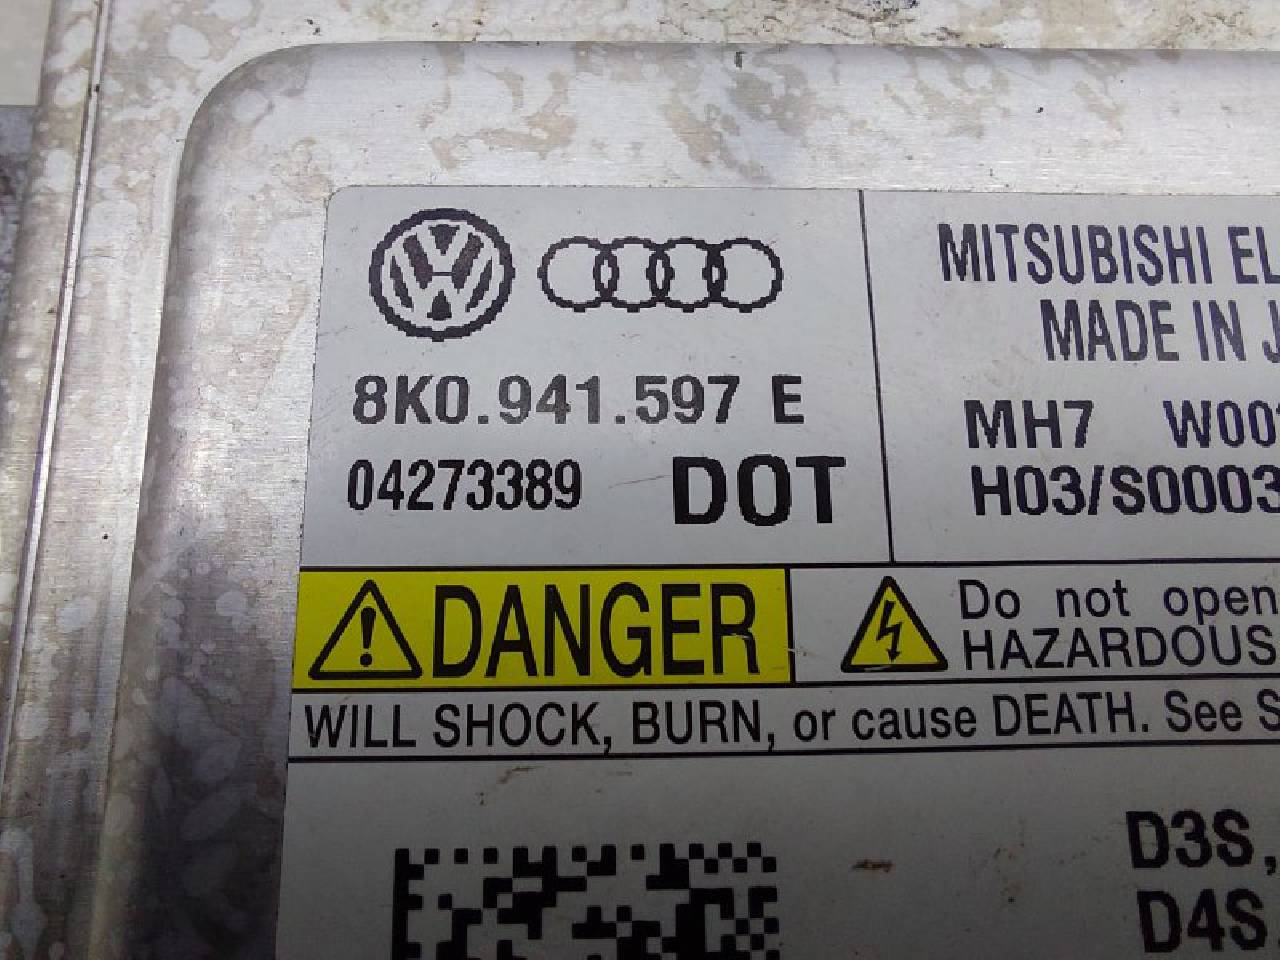 8K0.941.597 E
04273389 DOT
MITSUBISHI EL
MADE IN J
MH7 W00
H03/S0003
DANGER
Do not open
HAZARDOUS
WILL SHOCK, BURN, or cause DEATH. See S
D3S,
D4S,